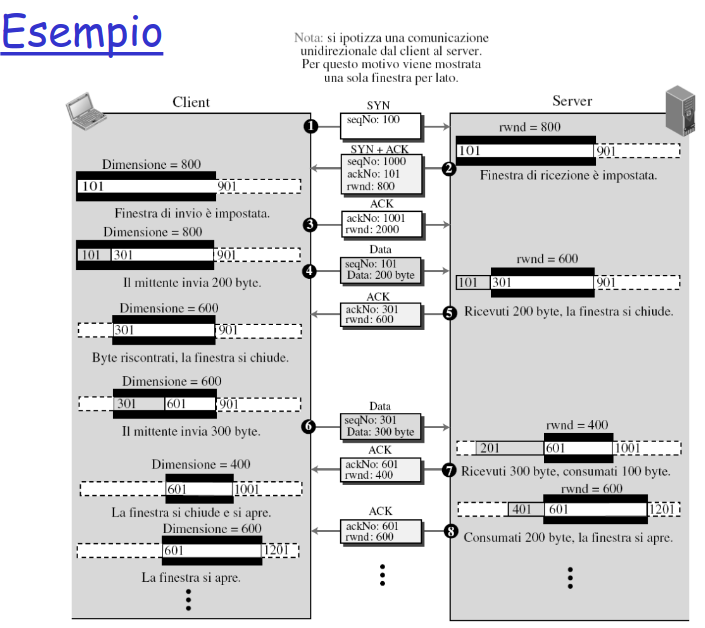 Esempio
Nota: si ipotizza una comunicazione
unidirezionale dal client al server.
Per questo motivo viene mostrata
una sola finestra per lato.
Client
Server
SYN
1
seqNo: 100
rwnd = 800
101
901
Finestra di ricezione è impostata.
SYN + ACK
2
seqNo: 1000
ackNo: 101
rwnd: 800
Dimensione = 800
101
901
Finestra di invio è impostata.
ACK
3
ackNo: 1001
rwnd: 2000
Dimensione = 800
101
301
901
Il mittente invia 200 byte.
Data
4
seqNo: 101
Data: 200 byte
rwnd = 600
101
301
901
Ricevuti 200 byte, la finestra si chiude.
ACK
5
ackNo: 301
rwnd: 600
Dimensione = 600
301
901
Byte riscontrati, la finestra si chiude.
Dimensione = 600
301
601
901
Il mittente invia 300 byte.
Data
6
seqNo: 301
Data: 300 byte
rwnd = 400
201
601
1001
Ricevuti 300 byte, consumati 100 byte.
ACK
7
ackNo: 601
rwnd: 400
Dimensione = 400
601
1001
La finestra si chiude e si apre.
rwnd = 600
401
601
1201
Consumati 200 byte, la finestra si apre.
ACK
8
ackNo: 601
rwnd: 600
Dimensione = 600
601
1201
La finestra si apre.